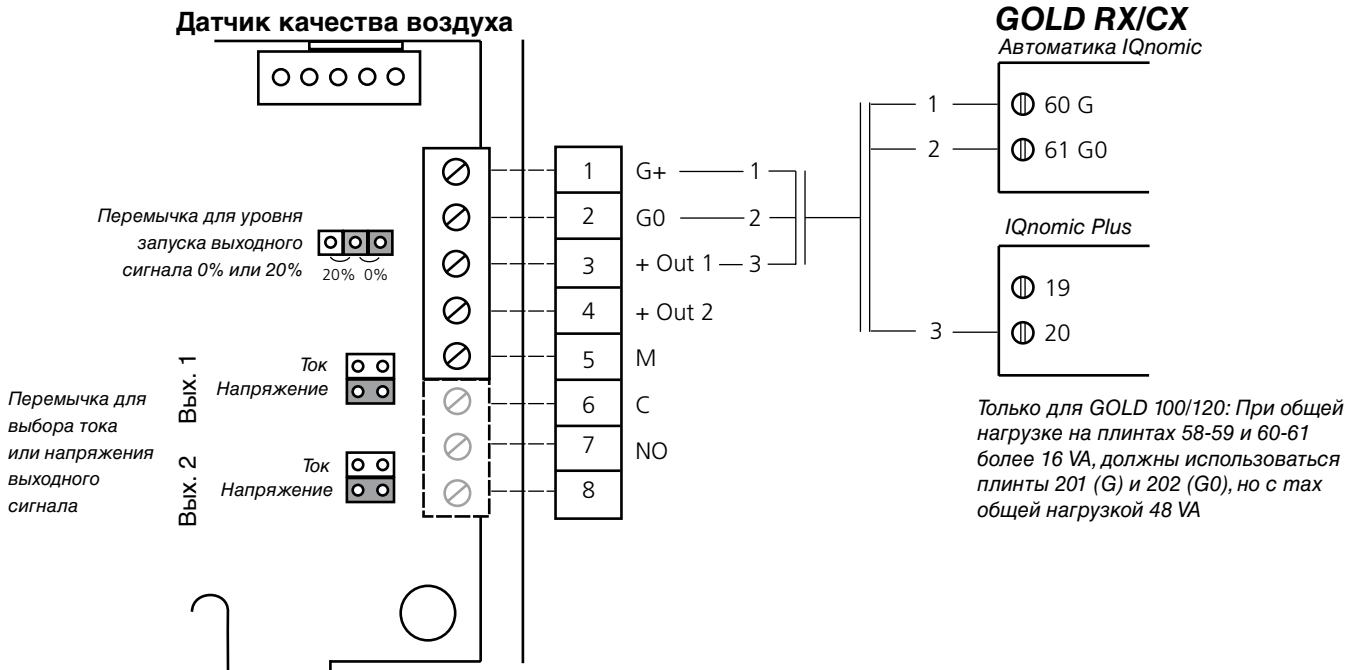 Датчик качества воздуха
GOLD RX/CX
Автоматика IQnomic
1
60 G
2
61 G0
1
G+
1
2
G0
2
3
+ Out 1
3
4
+ Out 2
5
M
6
C
7
NO
8
IQnomic Plus
19
3
20
Перемычка для уровня
запуска выходного
сигнала 0% или 20%
20%
0%
Перемычка для
выбора тока
или напряжения
выходного
сигнала
Вых. 1
Ток
Напряжение
Вых. 2
Ток
Напряжение
Только для GOLD 100/120: При общей
нагрузке на плинтах 58-59 и 60-61
более 16 VA, должны использоваться
плинты 201 (G) и 202 (G0), но с max
общей нагрузкой 48 VA